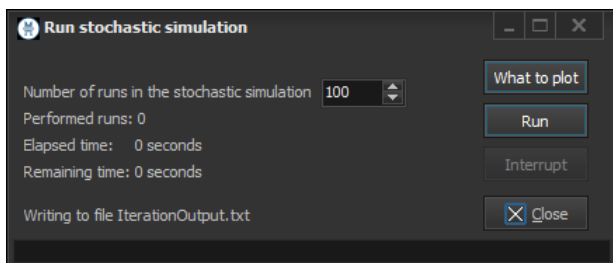 Run stochastic simulation
Number of runs in the stochastic simulation 100
What to plot
Performed runs: 0
Run
Elapsed time: 0 seconds
Remaining time: 0 seconds
Interrupt
Writing to file IterationOutput.txt
Close